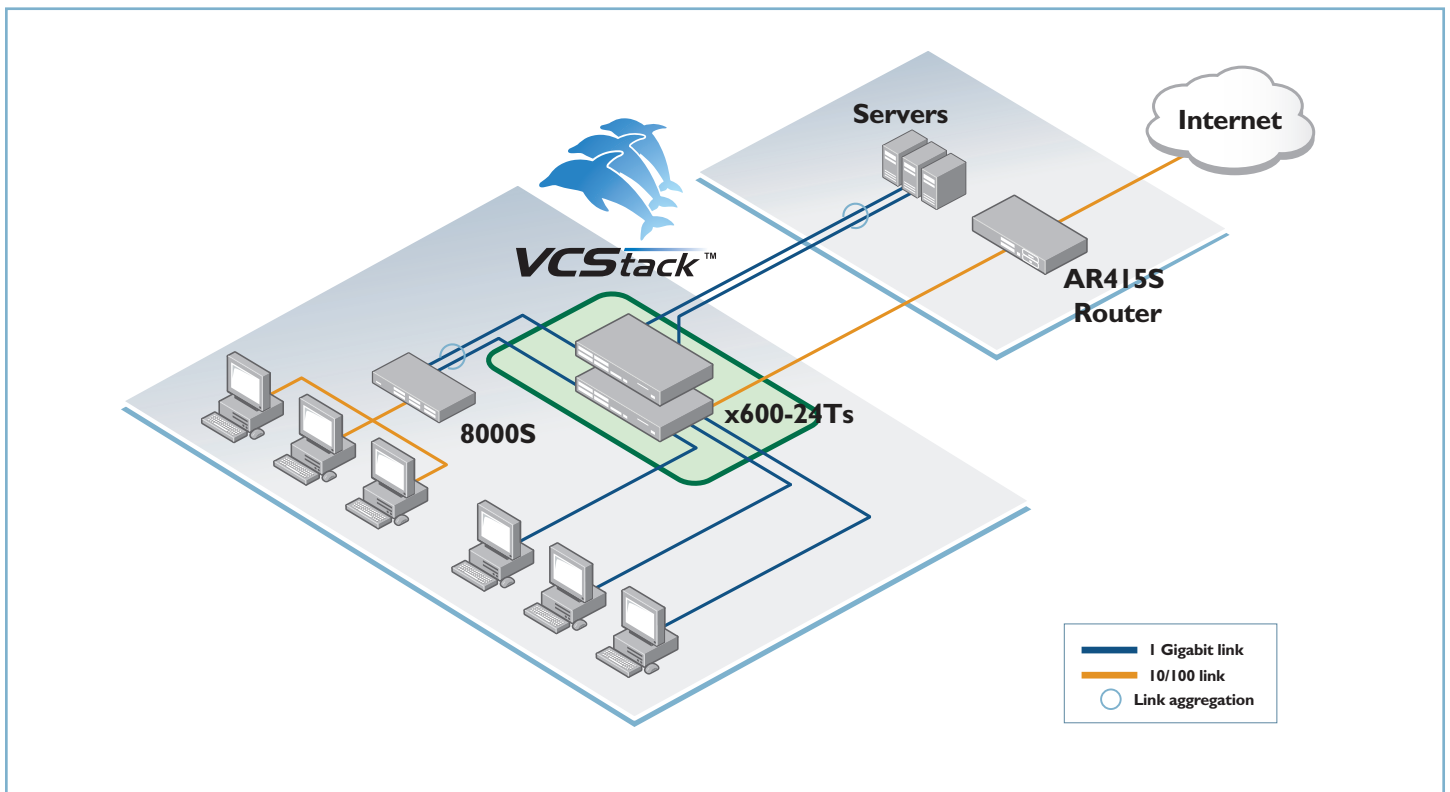 Servers
Internet
VCStack™
AR415S
Router
x600-24Ts
8000S
1 Gigabit link
10/100 link
Link aggregation